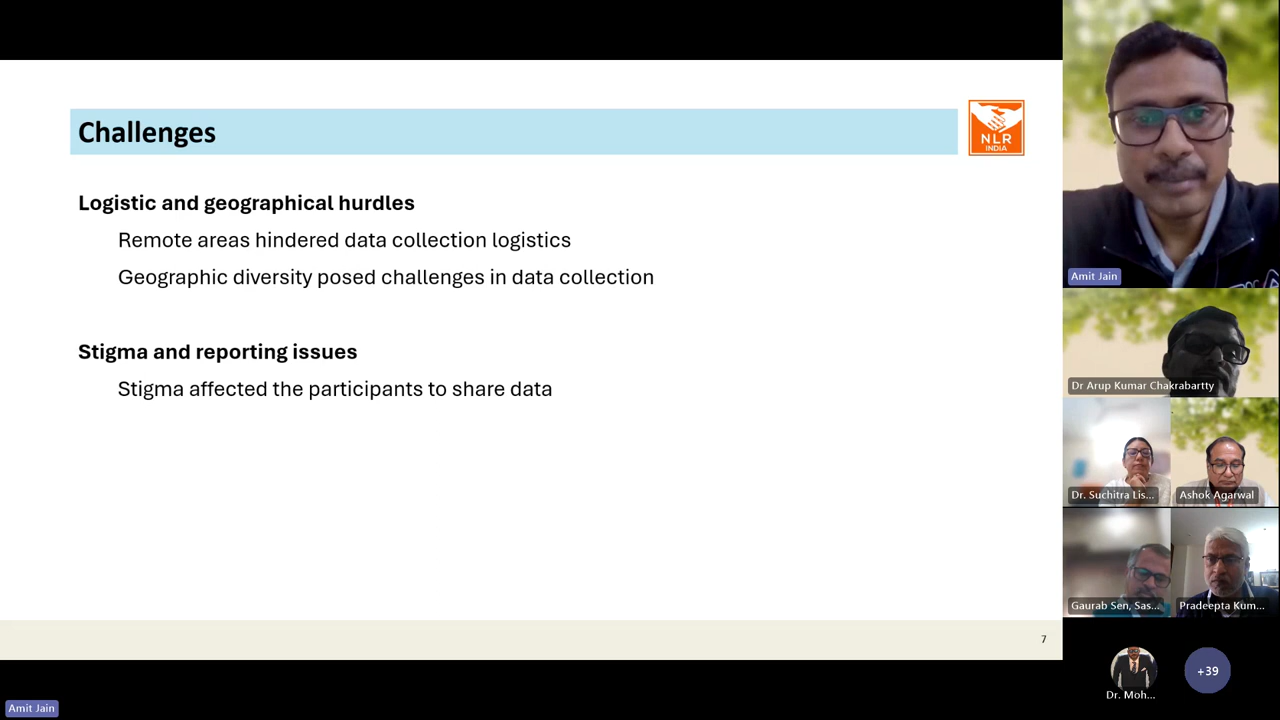 Challenges
NLR
INDIA
Logistic and geographical hurdles
Remote areas hindered data collection logistics
Geographic diversity posed challenges in data collection
Stigma and reporting issues
Stigma affected the participants to share data
7
Amit Jain
Amit Jain
Dr Arup Kumar Chakrabartty
Dr. Suchitra Lis...
Ashok Agarwal
Gaurab Sen, Sas...
Pradeepta Kum...
Dr. Moh...
+39